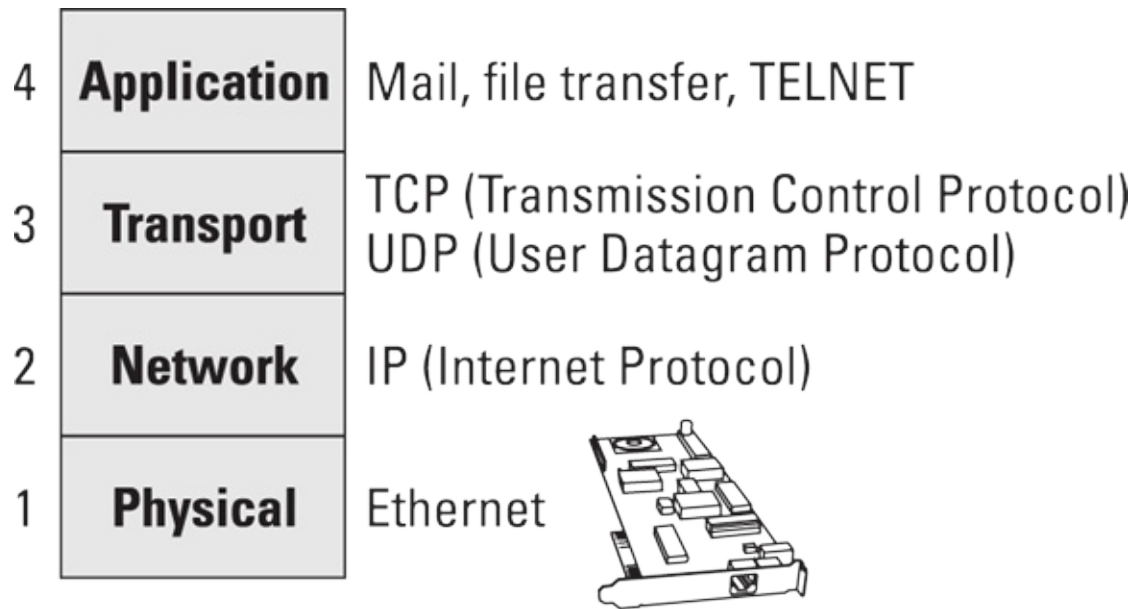 4 Application Mail, file transfer, TELNET
3 Transport TCP (Transmission Control Protocol)
UDP (User Datagram Protocol)
2 Network IP (Internet Protocol)
1 Physical Ethernet